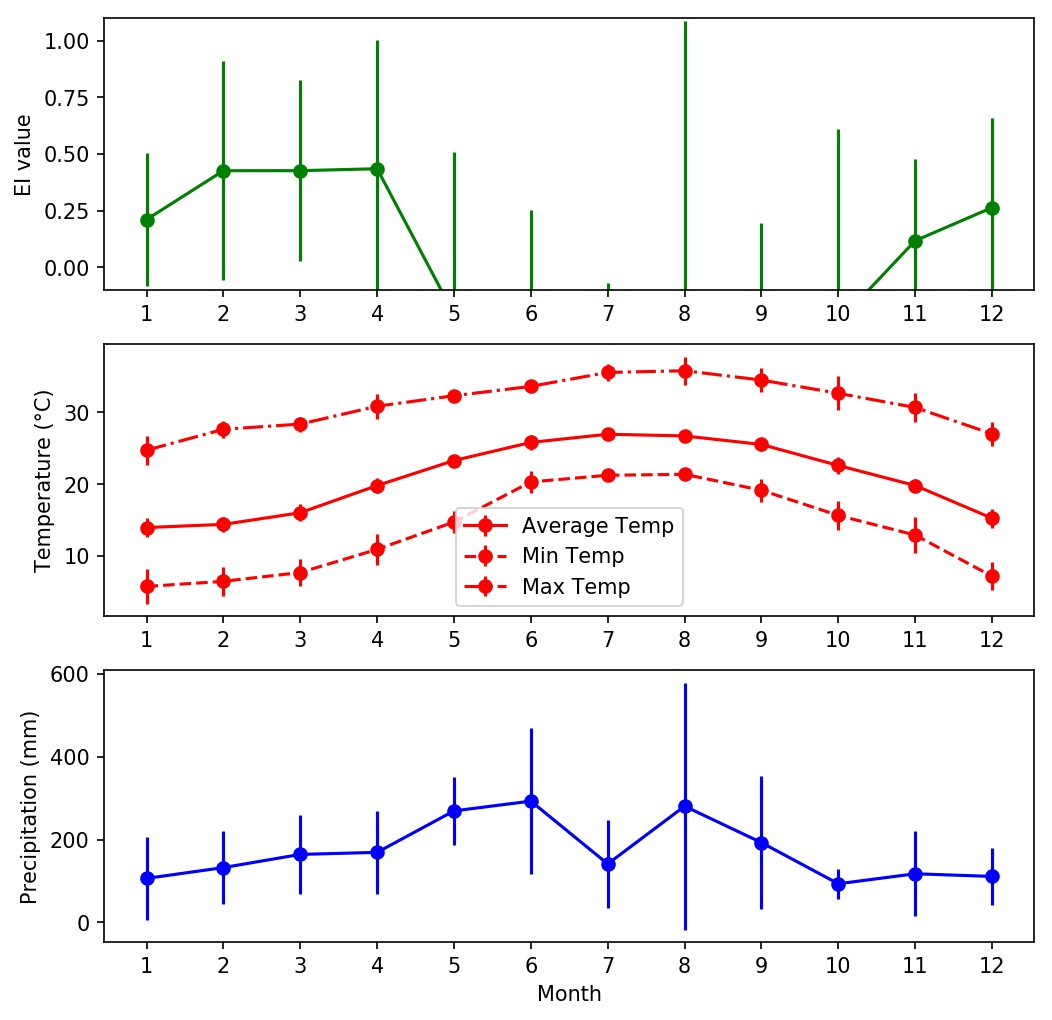 EI value
1.00
0.75
0.50
0.25
0.00
1 2 3 4 5 6 7 8 9 10 11 12
Temperature (°C)
30
20
10
Average Temp
Min Temp
Max Temp
1 2 3 4 5 6 7 8 9 10 11 12
Precipitation (mm)
600
400
200
0
1 2 3 4 5 6 7 8 9 10 11 12
Month